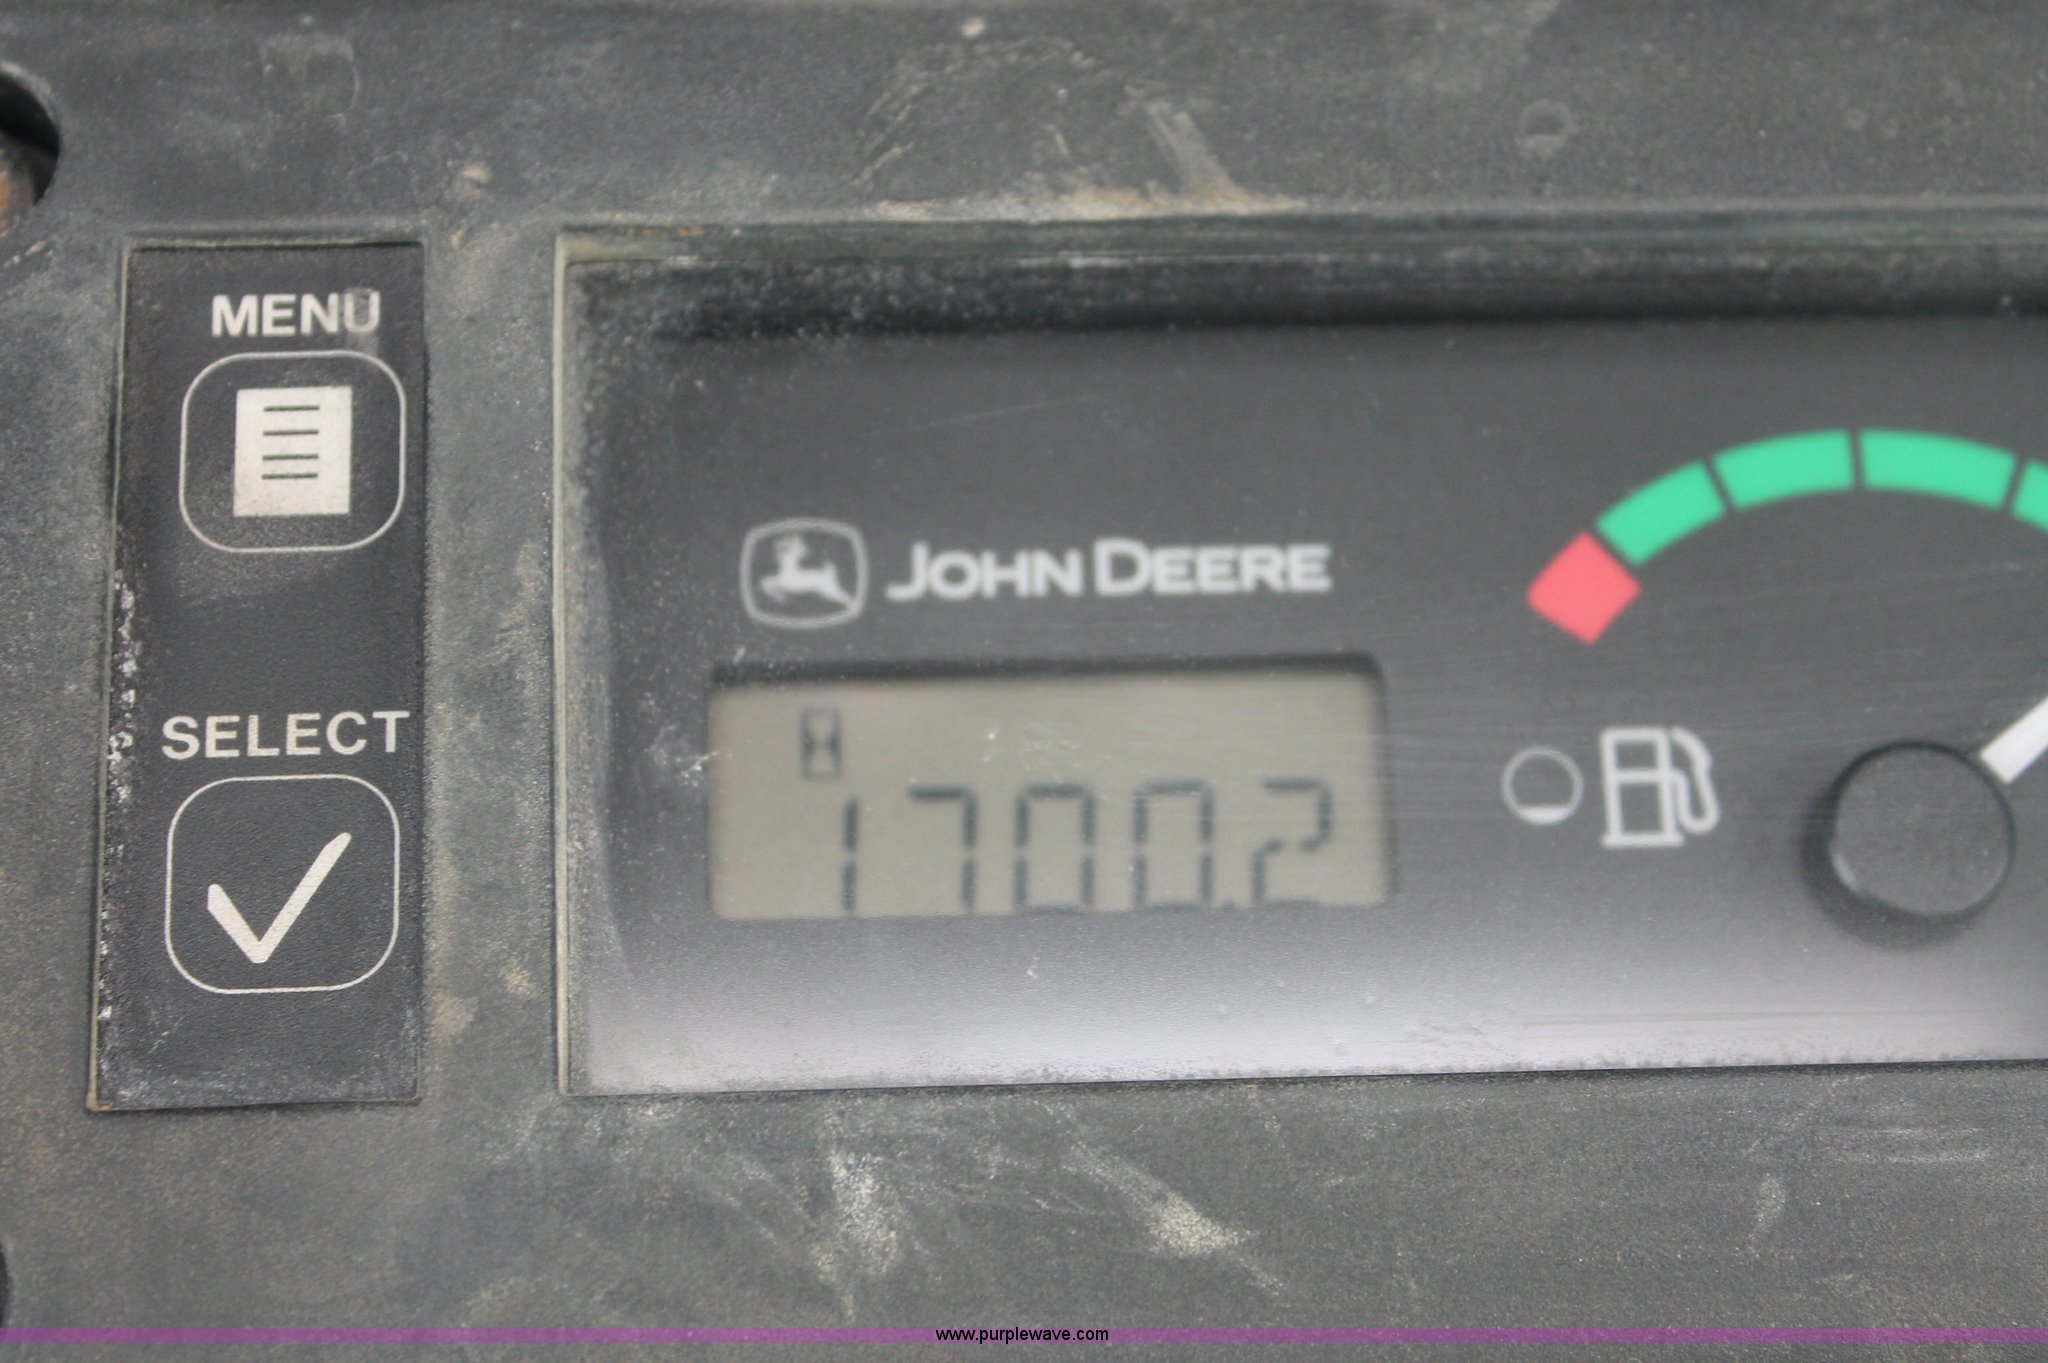 MENU
SELECT
JOHN DEERE
1700.2
www.purplewave.com